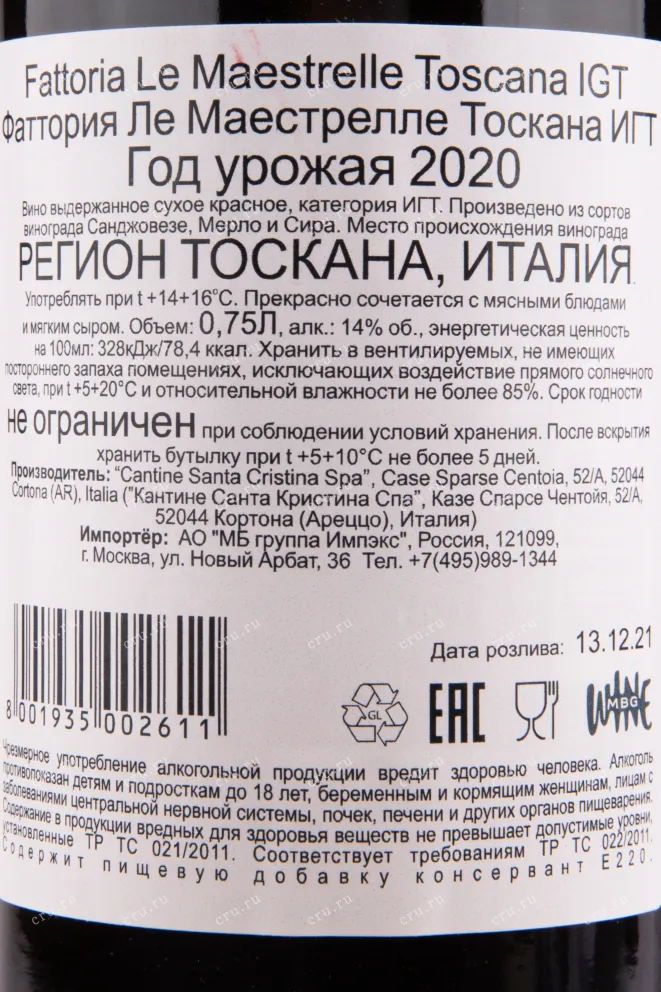 Fattoria Le Maestrelle Toscana IGT
Фаттория Ле Маестрелле Тоскана ИГТ
Год урожая 2020
Вино выдержанное сухое красное, категория ИГТ. Произведено из сортов
винограда Санджовезе, Мерло и Сира. Место происхождения винограда
РЕГИОН ТОСКАНА, ИТАЛИЯ.
Употреблять при t +14+16°C. Прекрасно сочетается с мясными блюдами
и мягким сыром. Объем: 0,75Л, алк.: 14% об., энергетическая ценность
на 100мл: 328кДж/78,4 ккал. Хранить в вентилируемых, не имеющих
постороннего запаха помещениях, исключающих воздействие прямого солнечного
света, при t +5+20°C и относительной влажности не более 85%. Срок годности
не ограничен при соблюдении условий хранения. После вскрытия
хранить бутылку при t +5+10°C не более 5 дней.
Производитель: “Cantine Santa Cristina Spa”, Case Sparse Centoia, 52/A, 52044
Cortona (AR), Italia ("Кантине Санта Кристина Спа", Казе Спарсе Чентойя, 52/А,
52044 Кортона (Ареццо), Италия)
Импортёр: АО "МБ группа Импэкс", Россия, 121099,
г. Москва, ул. Новый Арбат, 36 Тел. +7(495)989-1344
Дата розлива: 13.12.21
8 001935 002611
GL
EAC
WINE
MBG
Чрезмерное употребление алкогольной продукции вредит здоровью человека. Алкоголь
противопоказан детям и подросткам до 18 лет, беременным и кормящим женщинам, лицам с
заболеваниями центральной нервной системы, почек, печени и других органов пищеварения.
Содержание в продукции вредных для здоровья веществ не превышает допустимые уровни,
установленные ТР ТС 021/2011. Соответствует требованиям ТР ТС 022/2011.
Содержит пищевую добавку консервант Е220.
cru.ru